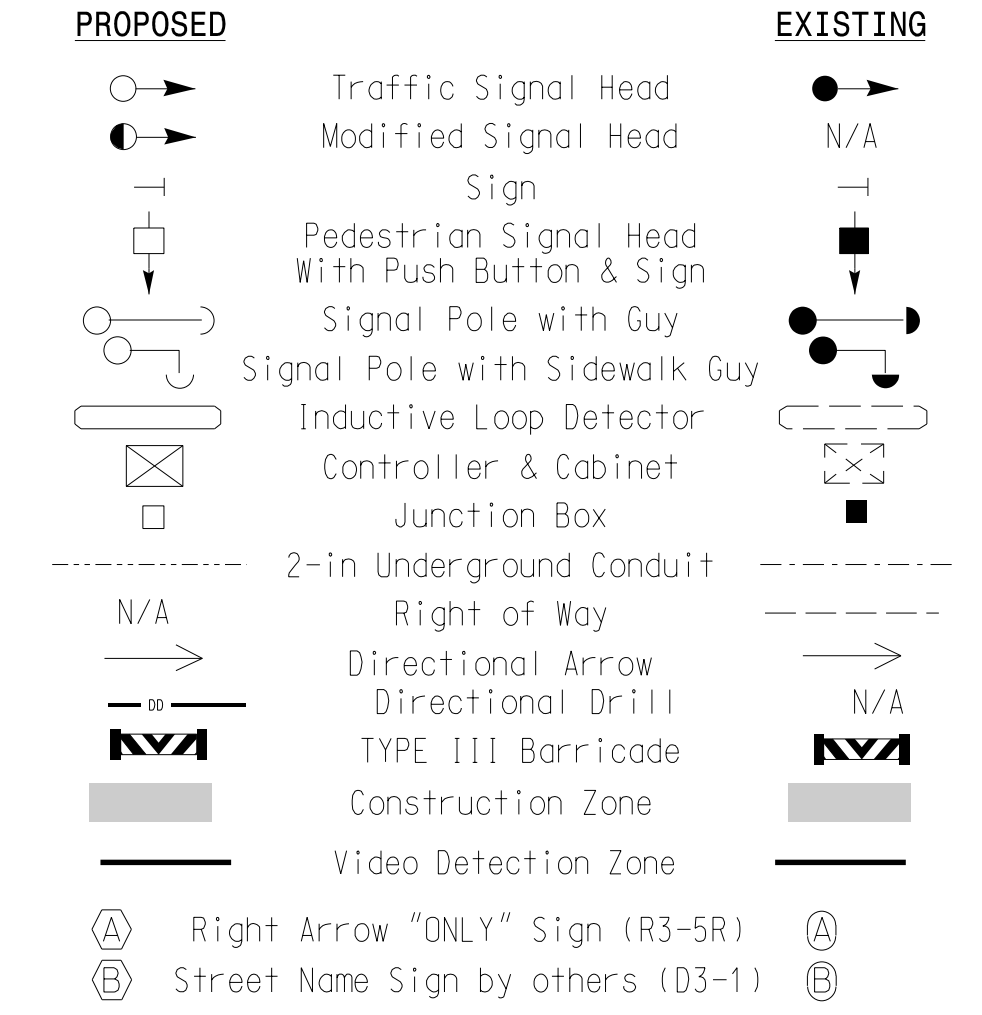 PROPOSED EXISTING
Traffic Signal Head
Modified Signal Head N/A
Sign
Pedestrian Signal Head
With Push Button & Sign
Signal Pole with Guy
Signal Pole with Sidewalk Guy
Inductive Loop Detector
Controller & Cabinet
Junction Box
2-in Underground Conduit
N/A Right of Way
Directional Arrow
DD Directional Drill N/A
TYPE III Barricade
Construction Zone
Video Detection Zone
A Right Arrow "ONLY" Sign (R3-5R) A
B Street Name Sign by others (D3-1) B